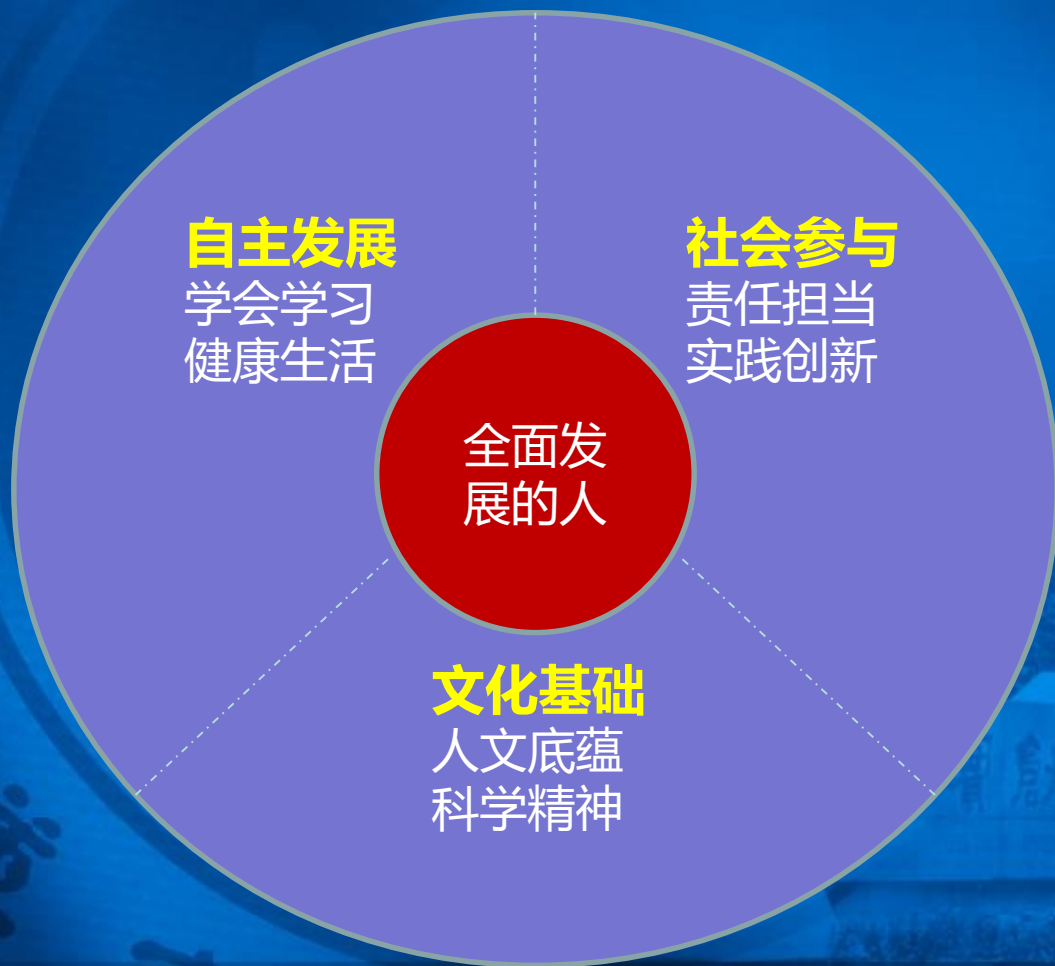 自主发展
学会学习
健康生活
社会参与
责任担当
实践创新
全面发
展的人
文化基础
人文底蕴
科学精神